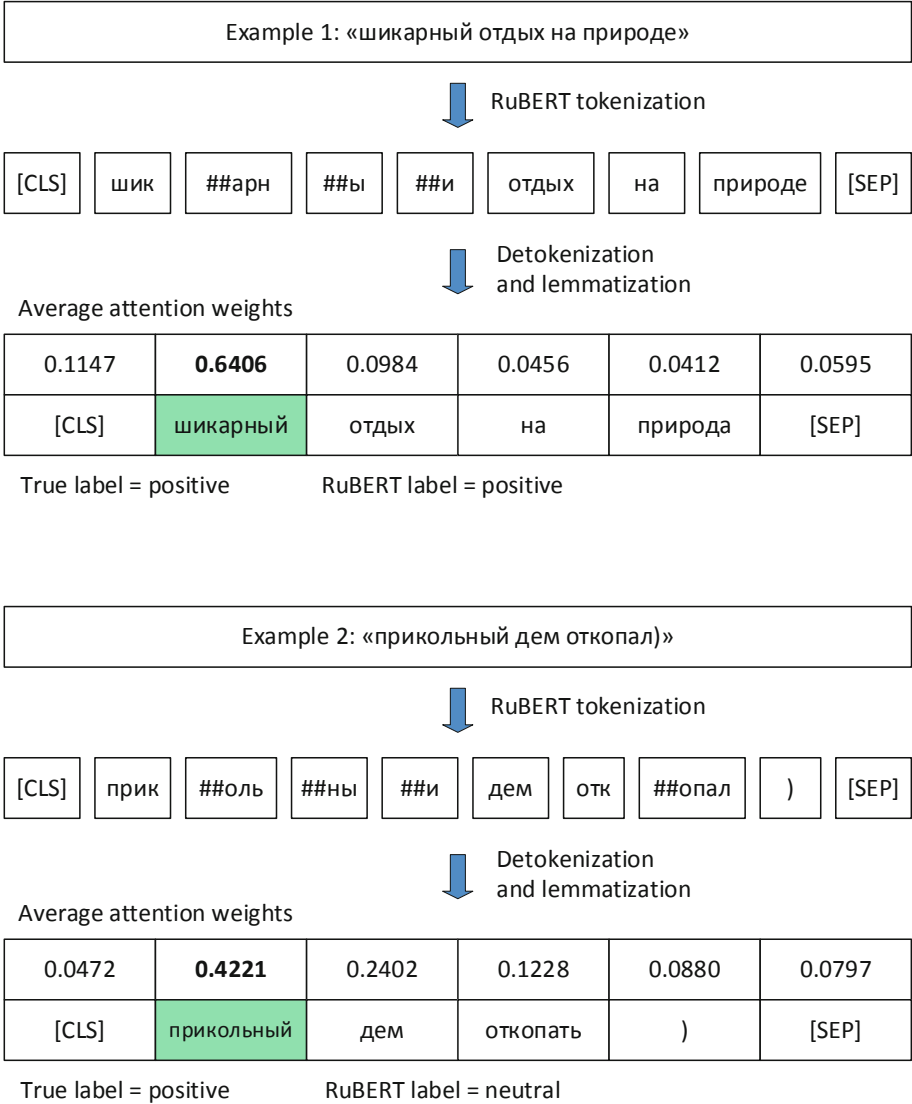 Example 1: «шикарный отдых на природе»
RuBERT tokenization
[CLS] шик ##арн ##ы ##и отдых на природе [SEP]
Detokenization
and lemmatization
Average attention weights
0.1147 0.6406 0.0984 0.0456 0.0412 0.0595
[CLS] шикарный отдых на природа [SEP]
True label = positive RuBERT label = positive
Example 2: «прикольный дем откопал)»
RuBERT tokenization
[CLS] прик ##оль ##ны ##и дем отк ##опал ) [SEP]
Detokenization
and lemmatization
Average attention weights
0.0472 0.4221 0.2402 0.1228 0.0880 0.0797
[CLS] прикольный дем откопать ) [SEP]
True label = positive RuBERT label = neutral